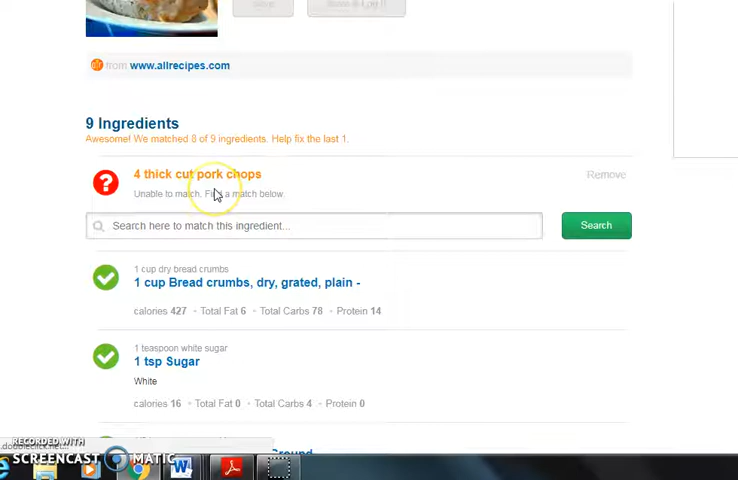 from www.allrecipes.com
9 Ingredients
Awesome! We matched 8 of 9 ingredients. Help fix the last 1.
4 thick cut pork chops
Remove
Unable to match. Find a match below.
Search here to match this ingredient...
Search
1 cup dry bread crumbs
1 cup Bread crumbs, dry, grated, plain -
calories 427 • Total Fat 6 • Total Carbs 78 • Protein 14
1 teaspoon white sugar
1 tsp Sugar
White
calories 16 • Total Fat 0 • Total Carbs 4 • Protein 0
Ground
RECORDED WITH
SCREENCAST MATIC